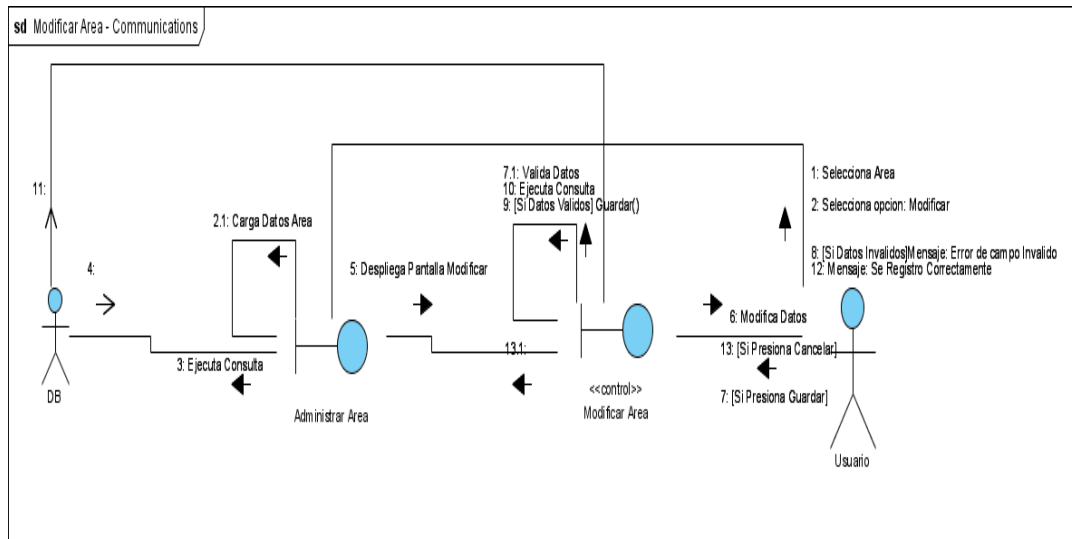 sd Modificar Area - Communications
7.1: Valida Datos
1: Selecciona Area
10: Ejecuta Consulta
11:
2.1: Carga Datos Area
9: [Si Datos Validos] Guardar()
2: Selecciona opcion: Modificar
8: [Si Datos Invalidos]Mensaje: Error de campo Invalido
4:
5: Despliega Pantalla Modificar
12: Mensaje: Se Registro Correctamente
6: Modifica Datos
3: Ejecuta Consulta
13.1:
13: [Si Presiona Cancelar]
DB
Administrar Area
<<control>>
Modificar Area
7: [Si Presiona Guardar]
Usuario